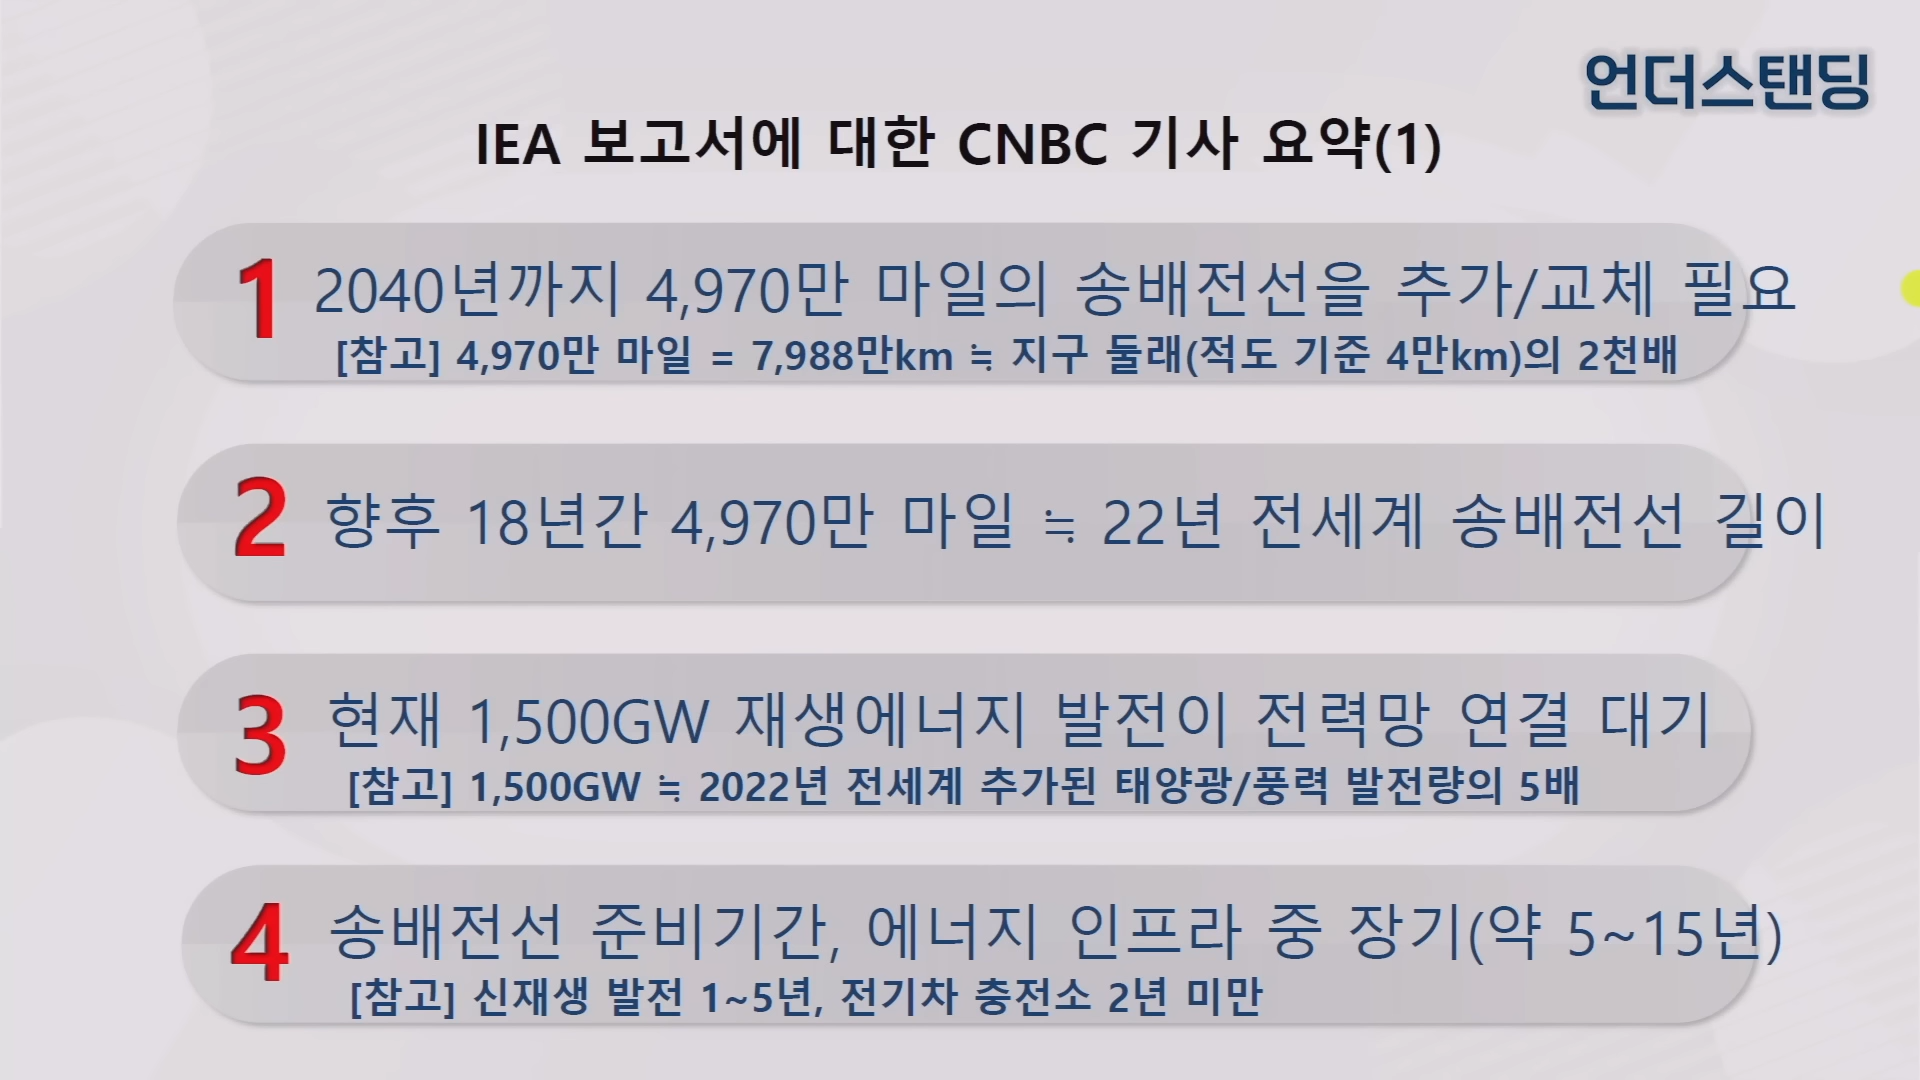 언더스탠딩
IEA 보고서에 대한 CNBC 기사 요약(1)
1 2040년까지 4,970만 마일의 송배전선을 추가/교체 필요
[참고] 4,970만 마일 = 7,988만km ≒ 지구 둘래(적도 기준 4만km)의 2천배
2 향후 18년간 4,970만 마일 ≒ 22년 전세계 송배전선 길이
3 현재 1,500GW 재생에너지 발전이 전력망 연결 대기
[참고] 1,500GW ≒ 2022년 전세계 추가된 태양광/풍력 발전량의 5배
4 송배전선 준비기간, 에너지 인프라 중 장기(약 5~15년)
[참고] 신재생 발전 1~5년, 전기차 충전소 2년 미만